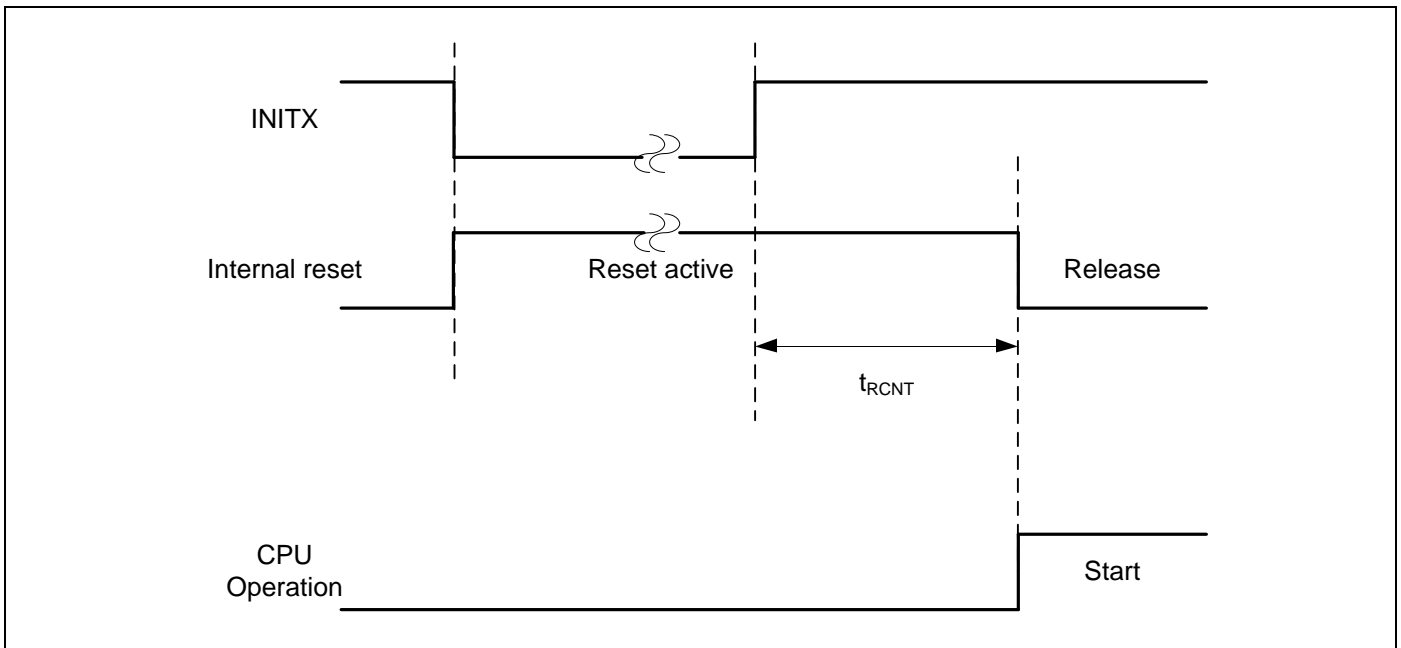 INITX
Internal reset
Reset active
Release
tRCNT
CPU
Operation
Start